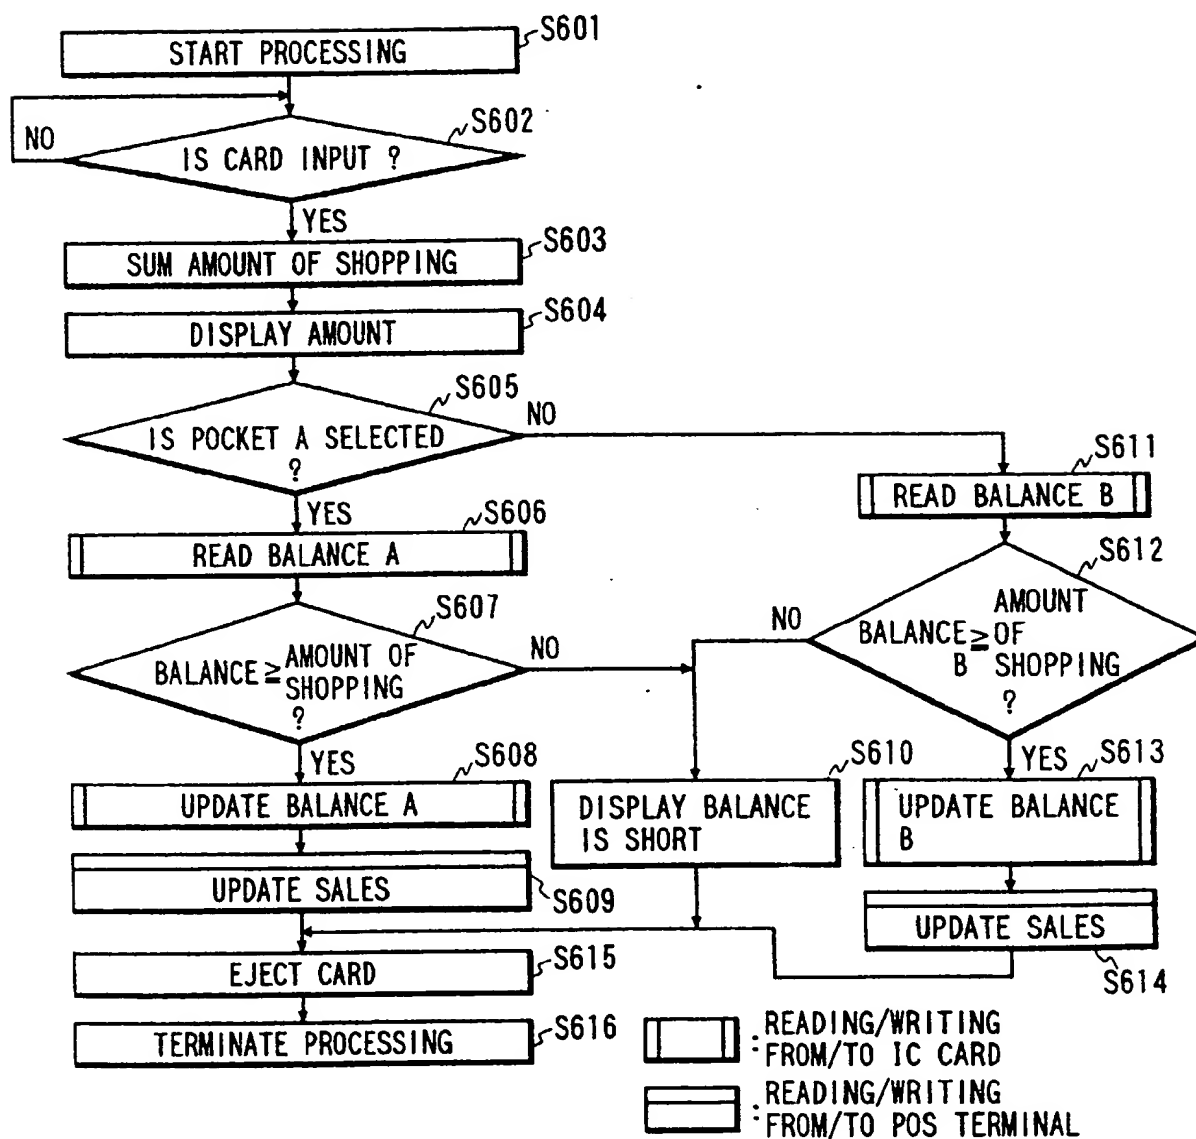 START PROCESSING
S601
NO
IS CARD INPUT ?
S602
YES
SUM AMOUNT OF SHOPPING
S603
DISPLAY AMOUNT
S604
IS POCKET A SELECTED
?
S605
NO
YES
READ BALANCE A
S606
READ BALANCE B
S611
BALANCE ≧ AMOUNT OF
SHOPPING
?
S607
NO
YES
NO
BALANCE B ≧ AMOUNT
OF
SHOPPING
?
S612
YES
UPDATE BALANCE A
S608
DISPLAY BALANCE
IS SHORT
S610
UPDATE BALANCE
B
S613
UPDATE SALES
S609
UPDATE SALES
S614
EJECT CARD
S615
TERMINATE PROCESSING
S616
: READING/WRITING
FROM/TO IC CARD
: READING/WRITING
FROM/TO POS TERMINAL